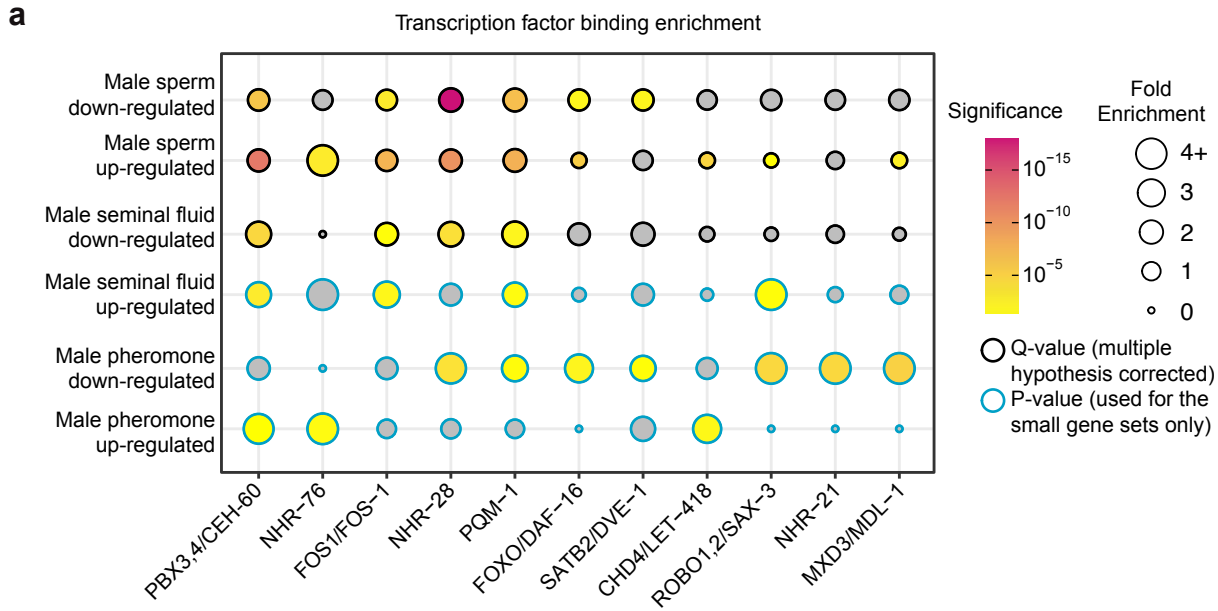 a
Transcription factor binding enrichment
Male sperm
down-regulated
Male sperm
up-regulated
Male seminal fluid
down-regulated
Male seminal fluid
up-regulated
Male pheromone
down-regulated
Male pheromone
up-regulated
PBX3,4/CEH−60
NHR−76
FOS1/FOS−1
NHR−28
PQM−1
FOXO/DAF−16
SATB2/DVE−1
CHD4/LET−418
ROBO1,2/SAX−3
NHR−21
MXD3/MDL−1
Significance
10⁻¹⁵
10⁻¹⁰
10⁻⁵
Fold
Enrichment
4+
3
2
1
0
Q-value (multiple
hypothesis corrected)
P-value (used for the
small gene sets only)